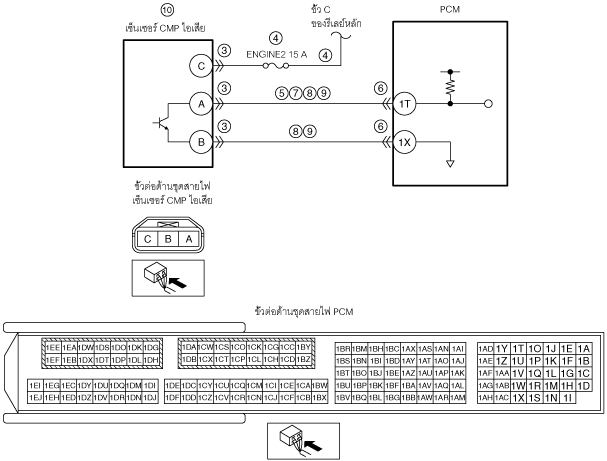 ⑩
เซ็นเซอร์ CMP ไอเสีย
ขั้ว C
ของรีเลย์หลัก
PCM
③ ④
C ENGINE2 15 A ④
③ ⑤⑦⑧⑨ ⑥
A 1T
③ ⑧⑨ ⑥
B 1X
ขั้วต่อด้านชุดสายไฟ
เซ็นเซอร์ CMP ไอเสีย
C B A
ขั้วต่อด้านชุดสายไฟ PCM
1EE 1EA 1DW 1DS 1DO 1DK 1DG
1EF 1EB 1DX 1DT 1DP 1DL 1DH
1EI 1EG 1EC 1DY 1DU 1DQ 1DM 1DI
1EJ 1EH 1ED 1DZ 1DV 1DR 1DN 1DJ
1DA 1CW 1CS 1CO 1CK 1CG 1CC 1BY
1DB 1CX 1CT 1CP 1CL 1CH 1CD 1BZ
1DE 1DC 1CY 1CU 1CQ 1CM 1CI 1CE 1CA 1BW
1DF 1DD 1CZ 1CV 1CR 1CN 1CJ 1CF 1CB 1BX
1BR 1BM 1BH 1BC 1AX 1AS 1AN 1AI
1BS 1BN 1BI 1BD 1AY 1AT 1AO 1AJ
1BT 1BO 1BJ 1BE 1AZ 1AU 1AP 1AK
1BU 1BP 1BK 1BF 1BA 1AV 1AQ 1AL
1BV 1BQ 1BL 1BG 1BB 1AW 1AR 1AM
1AD 1Y 1T 1O 1J 1E 1A
1AE 1Z 1U 1P 1K 1F 1B
1AF 1AA 1V 1Q 1L 1G 1C
1AG 1AB 1W 1R 1M 1H 1D
1AH 1AC 1X 1S 1N 1I